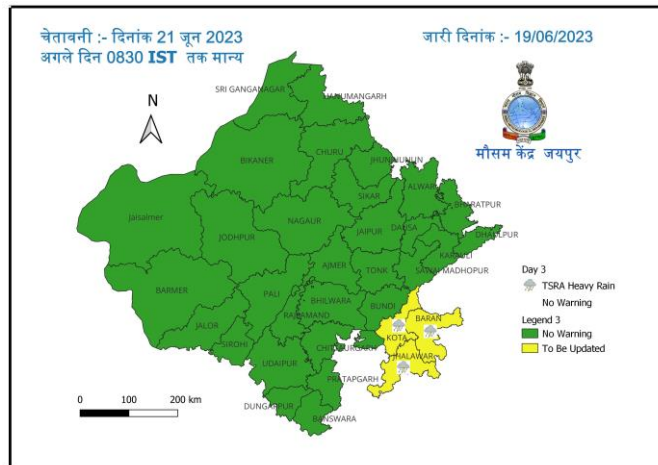 चेतावनी :- दिनांक 21 जून 2023
अगले दिन 0830 IST तक मान्य
जारी दिनांक :- 19/06/2023
मौसम केंद्र जयपुर
N
SRI GANGANAGAR
HANUMANGARH
BIKANER
CHURU
JHUNJHUNUN
SIKAR
ALWAR
BHARATPUR
Jaisalmer
JODHPUR
NAGAUR
JAIPUR
DAUSA
DHAULPUR
KARAULI
AJMER
TONK
SAWAI MADHOPUR
BARMER
PALI
BHILWARA
BUNDI
RAJSAMAND
JALOR
SIROHI
BARAN
KOTA
CHITTURGARH
JHALAWAR
UDAIPUR
PRATAPGARH
DUNGARPUR
BANSWARA
Day 3
TSRA Heavy Rain
No Warning
Legend 3
No Warning
To Be Updated
0 100 200 km